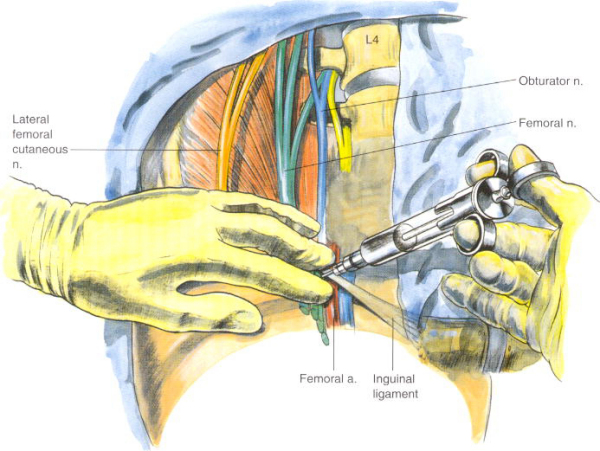 L4
Obturator n.
Femoral n.
Lateral
femoral
cutaneous
n.
Femoral a.
Inguinal
ligament